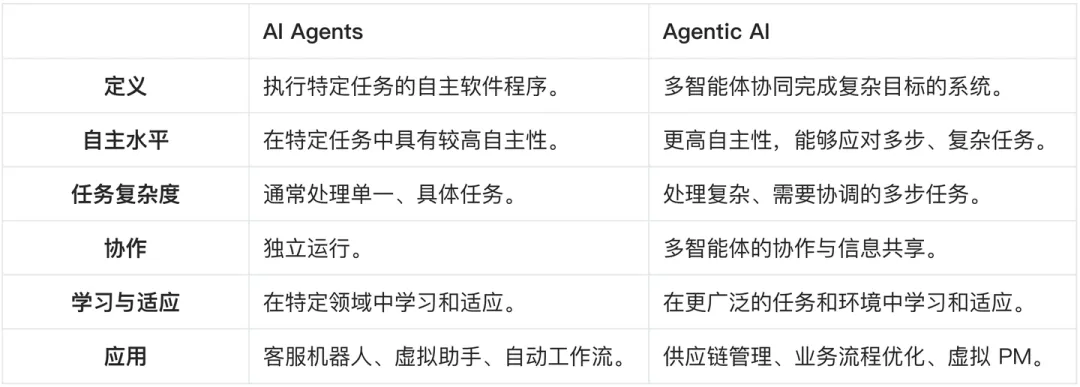 AI Agents Agentic AI
定义 执行特定任务的自主软件程序。 多智能体协同完成复杂目标的系统。
自主水平 在特定任务中具有较高自主性。 更高自主性，能够应对多步、复杂任务。
任务复杂度 通常处理单一、具体任务。 处理复杂、需要协调的多步任务。
协作 独立运行。 多智能体的协作与信息共享。
学习与适应 在特定领域中学习和适应。 在更广泛的任务和环境中学习和适应。
应用 客服机器人、虚拟助手、自动工作流。 供应链管理、业务流程优化、虚拟 PM。